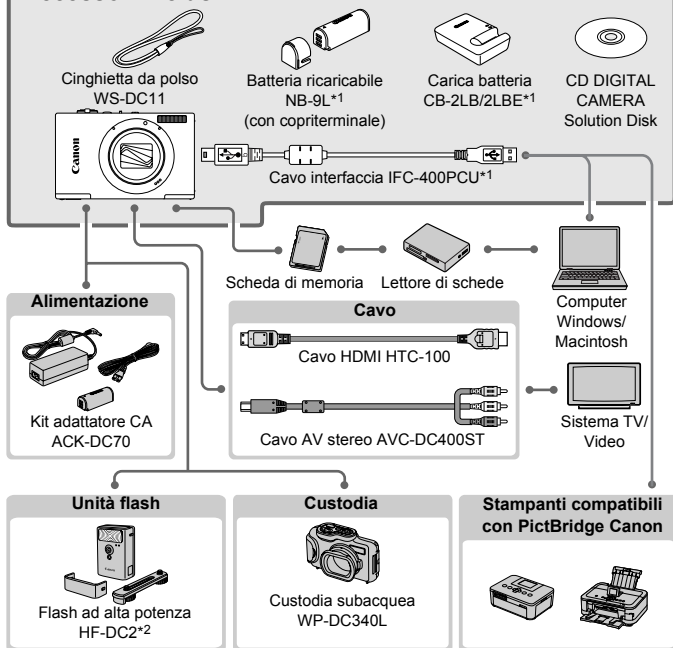 Cinghietta da polso
WS-DC11
Batteria ricaricabile
NB-9L*1
(con copriterminale)
Carica batteria
CB-2LB/2LBE*1
CD DIGITAL
CAMERA
Solution Disk
Canon
Cavo interfaccia IFC-400PCU*1
Scheda di memoria
Lettore di schede
Computer
Windows/
Macintosh
Alimentazione
Kit adattatore CA
ACK-DC70
Cavo
Cavo HDMI HTC-100
Cavo AV stereo AVC-DC400ST
Sistema TV/
Video
Unità flash
Flash ad alta potenza
HF-DC2*2
Custodia
Custodia subacquea
WP-DC340L
Stampanti compatibili
con PictBridge Canon